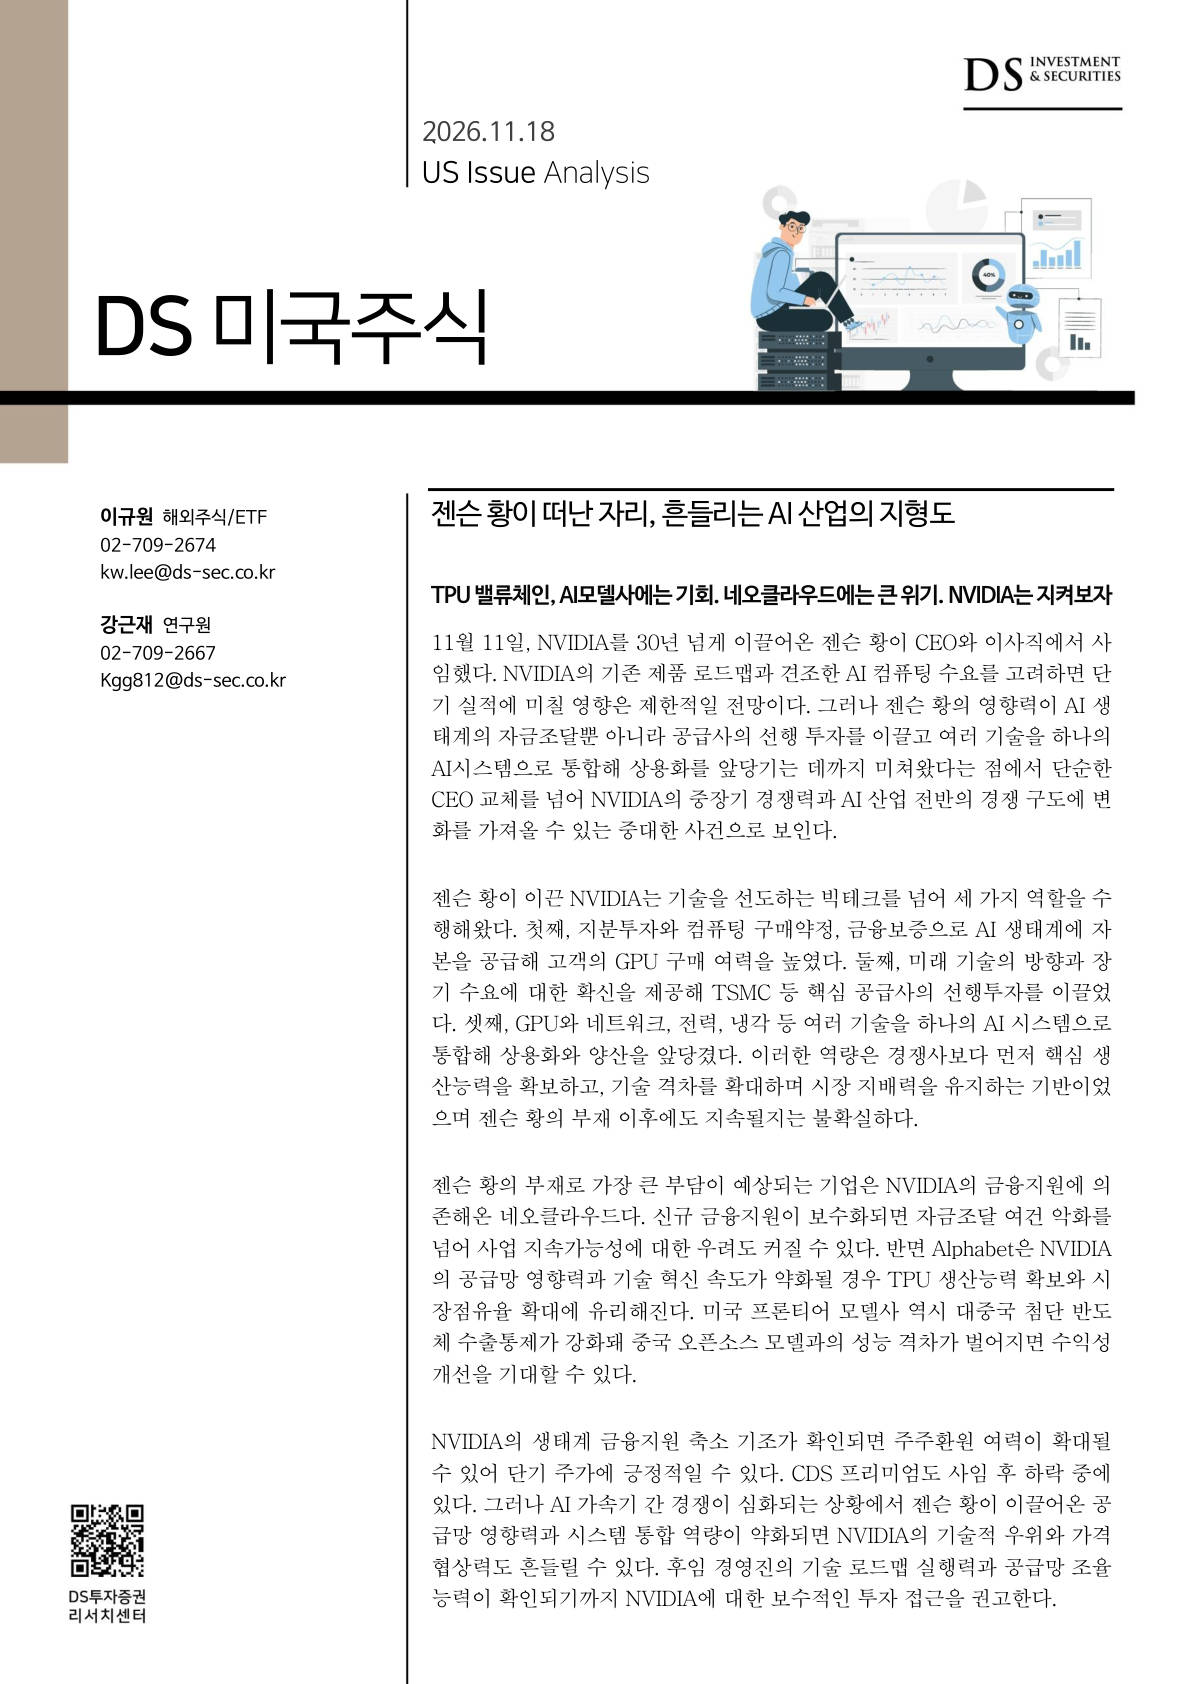 DS INVESTMENT
& SECURITIES
2026.11.18
US Issue Analysis
40%
DS 미국주식
이규원 해외주식/ETF
02-709-2674
kw.lee@ds-sec.co.kr
강근재 연구원
02-709-2667
Kgg812@ds-sec.co.kr
젠슨 황이 떠난 자리, 흔들리는 AI 산업의 지형도
TPU 밸류체인, AI모델사에는 기회. 네오클라우드에는 큰 위기. NVIDIA는 지켜보자
11월 11일, NVIDIA를 30년 넘게 이끌어온 젠슨 황이 CEO와 이사직에서 사
임했다. NVIDIA의 기존 제품 로드맵과 견조한 AI 컴퓨팅 수요를 고려하면 단
기 실적에 미칠 영향은 제한적일 전망이다. 그러나 젠슨 황의 영향력이 AI 생
태계의 자금조달뿐 아니라 공급사의 선행 투자를 이끌고 여러 기술을 하나의
AI시스템으로 통합해 상용화를 앞당기는 데까지 미쳐왔다는 점에서 단순한
CEO 교체를 넘어 NVIDIA의 중장기 경쟁력과 AI 산업 전반의 경쟁 구도에 변
화를 가져올 수 있는 중대한 사건으로 보인다.
젠슨 황이 이끈 NVIDIA는 기술을 선도하는 빅테크를 넘어 세 가지 역할을 수
행해왔다. 첫째, 지분투자와 컴퓨팅 구매약정, 금융보증으로 AI 생태계에 자
본을 공급해 고객의 GPU 구매 여력을 높였다. 둘째, 미래 기술의 방향과 장
기 수요에 대한 확신을 제공해 TSMC 등 핵심 공급사의 선행투자를 이끌었
다. 셋째, GPU와 네트워크, 전력, 냉각 등 여러 기술을 하나의 AI 시스템으로
통합해 상용화와 양산을 앞당겼다. 이러한 역량은 경쟁사보다 먼저 핵심 생
산능력을 확보하고, 기술 격차를 확대하며 시장 지배력을 유지하는 기반이었
으며 젠슨 황의 부재 이후에도 지속될지는 불확실하다.
젠슨 황의 부재로 가장 큰 부담이 예상되는 기업은 NVIDIA의 금융지원에 의
존해온 네오클라우드다. 신규 금융지원이 보수화되면 자금조달 여건 악화를
넘어 사업 지속가능성에 대한 우려도 커질 수 있다. 반면 Alphabet은 NVIDIA
의 공급망 영향력과 기술 혁신 속도가 약화될 경우 TPU 생산능력 확보와 시
장점유율 확대에 유리해진다. 미국 프론티어 모델사 역시 대중국 첨단 반도
체 수출통제가 강화돼 중국 오픈소스 모델과의 성능 격차가 벌어지면 수익성
개선을 기대할 수 있다.
NVIDIA의 생태계 금융지원 축소 기조가 확인되면 주주환원 여력이 확대될
수 있어 단기 주가에 긍정적일 수 있다. CDS 프리미엄도 사임 후 하락 중에
있다. 그러나 AI 가속기 간 경쟁이 심화되는 상황에서 젠슨 황이 이끌어온 공
급망 영향력과 시스템 통합 역량이 약화되면 NVIDIA의 기술적 우위와 가격
협상력도 흔들릴 수 있다. 후임 경영진의 기술 로드맵 실행력과 공급망 조율
능력이 확인되기까지 NVIDIA에 대한 보수적인 투자 접근을 권고한다.
DS투자증권
리서치센터